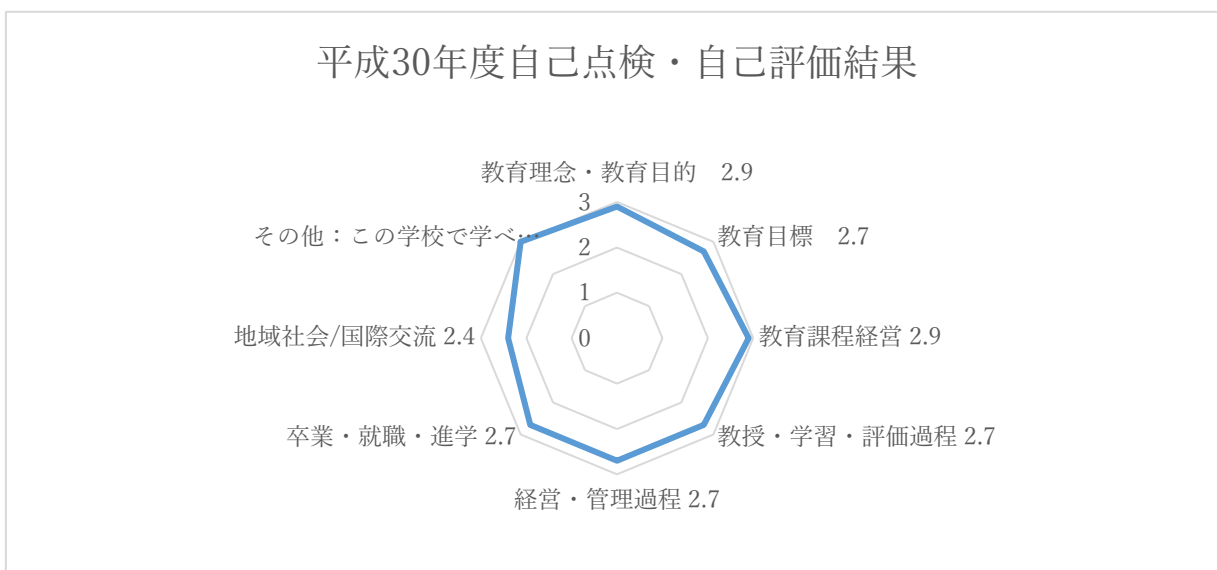 平成30年度自己点検・自己評価結果
教育理念・教育目的　2.9
教育目標　2.7
教育課程経営 2.9
教授・学習・評価過程 2.7
経営・管理過程 2.7
卒業・就職・進学 2.7
地域社会/国際交流 2.4
その他：この学校で学べ…
3
2
1
0